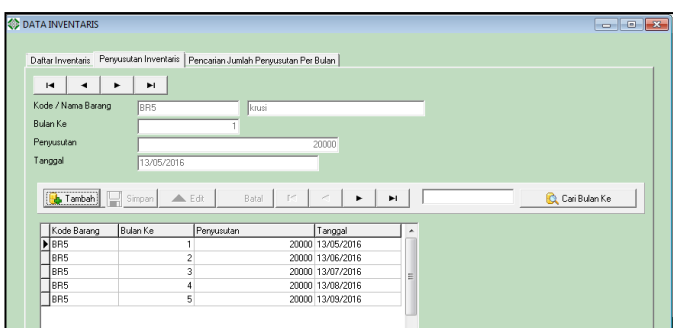 DATA INVENTARIS
Daftar Inventaris Penyusutan Inventaris Pencarian Jumlah Penyusutan Per Bulan
Kode / Nama Barang BR5 krusi
Bulan Ke 1
Penyusutan 20000
Tanggal 13/05/2016
Tambah Simpan Edit Batal Cari Bulan Ke
Kode Barang Bulan Ke Penyusutan Tanggal
BR5 1 20000 13/05/2016
BR5 2 20000 13/06/2016
BR5 3 20000 13/07/2016
BR5 4 20000 13/08/2016
BR5 5 20000 13/09/2016